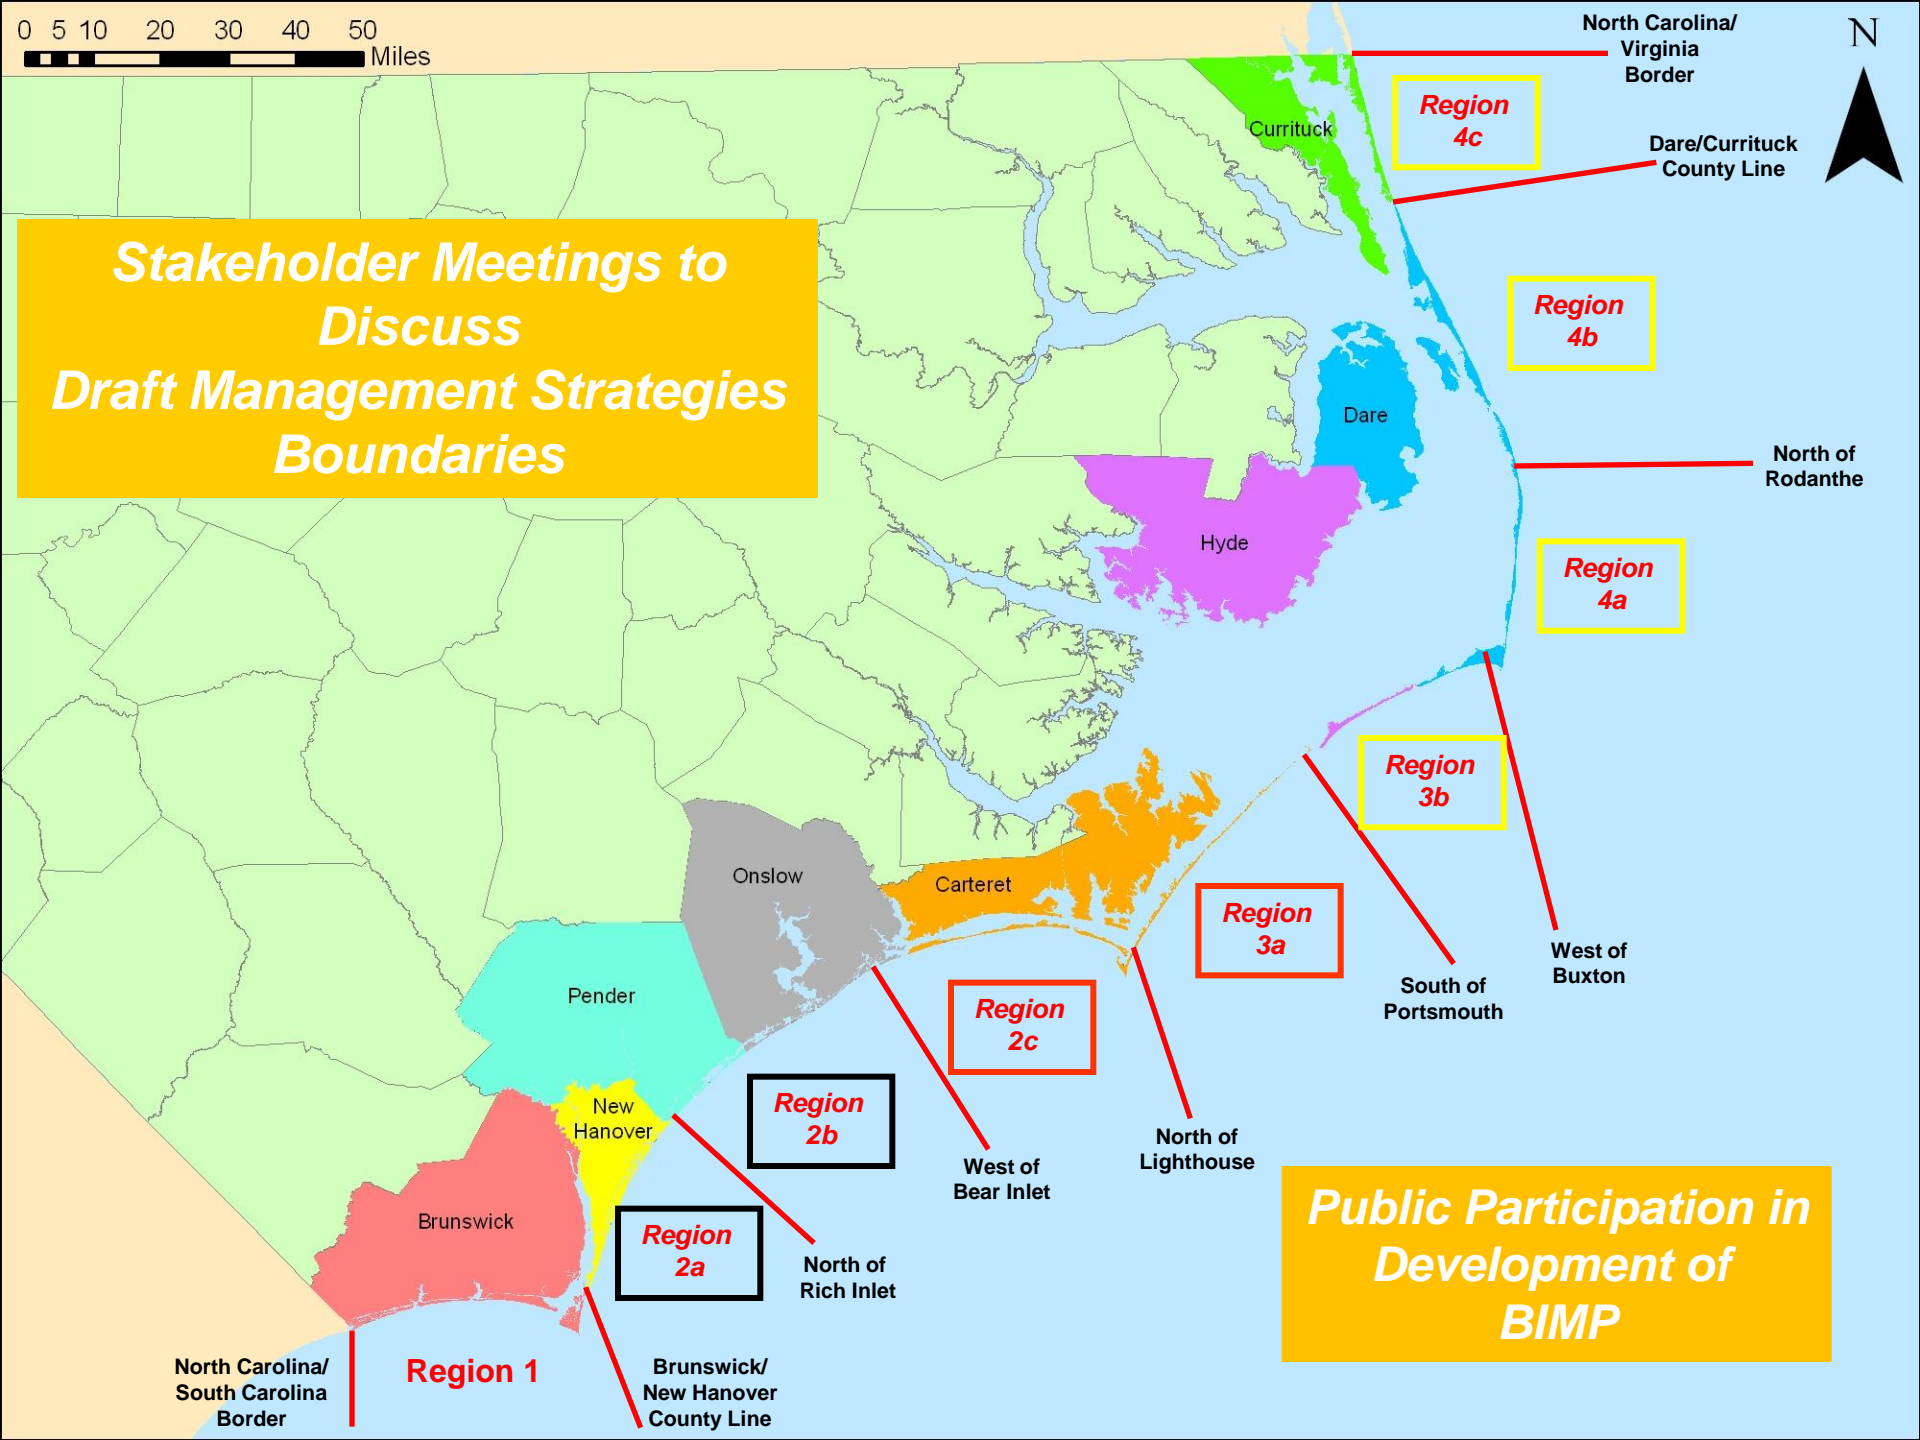 0 5 10 20 30 40 50
Miles
North Carolina/
Virginia
Border
N
Region
4c
Currituck
Dare/Currituck
County Line
Stakeholder Meetings to
Discuss
Draft Management Strategies
Boundaries
Region
4b
Dare
North of
Rodanthe
Hyde
Region
4a
Region
3b
Onslow
Carteret
Region
3a
West of
Buxton
South of
Portsmouth
Pender
Region
2c
New
Hanover
Region
2b
North of
Lighthouse
West of
Bear Inlet
Brunswick
Region
2a
North of
Rich Inlet
Public Participation in
Development of
BIMP
North Carolina/
South Carolina
Border
Region 1
Brunswick/
New Hanover
County Line